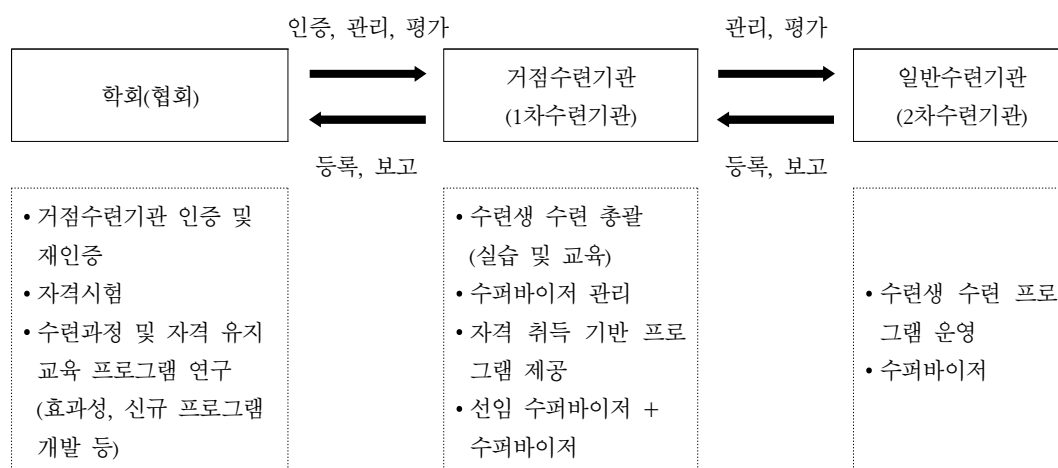 인증, 관리, 평가
관리, 평가
학회(협회)
거점수련기관
(1차수련기관)
일반수련기관
(2차수련기관)
등록, 보고
등록, 보고
• 거점수련기관 인증 및
재인증
• 자격시험
• 수련과정 및 자격 유지
교육 프로그램 연구
(효과성, 신규 프로그램
개발 등)
• 수련생 수련 총괄
(실습 및 교육)
• 수퍼바이저 관리
• 자격 취득 기반 프로
그램 제공
• 선임 수퍼바이저 +
수퍼바이저
• 수련생 수련 프로
그램 운영
• 수퍼바이저